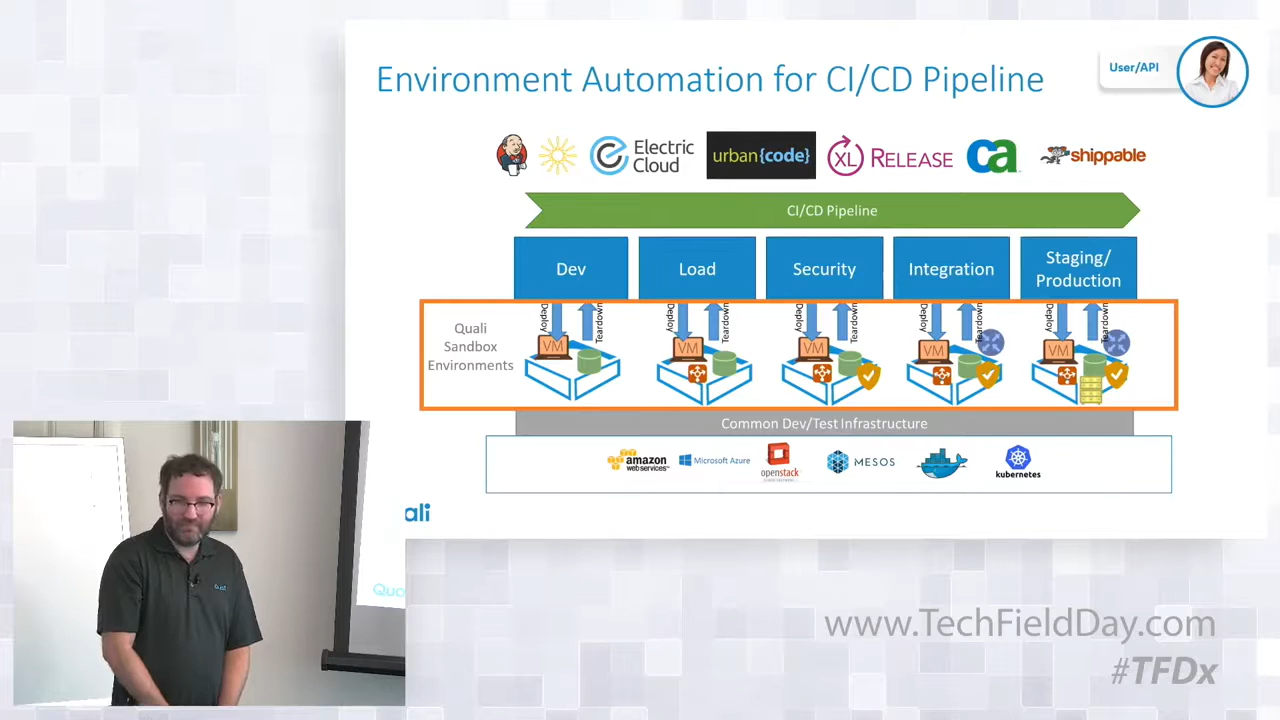 Environment Automation for CI/CD Pipeline
User/API
Electric
Cloud
urban{code}
XL RELEASE
ca
shippable
CI/CD Pipeline
Dev
Load
Security
Integration
Staging/
Production
Deploy
Teardown
Deploy
Teardown
Deploy
Teardown
Deploy
Teardown
Deploy
Teardown
Quali
Sandbox
Environments
VM
VM
VM
VM
VM
Common Dev/Test Infrastructure
amazon
web services™
Microsoft Azure
openstack
MESOS
kubernetes
ali
Quali
Qua
www.TechFieldDay.com
#TFDx